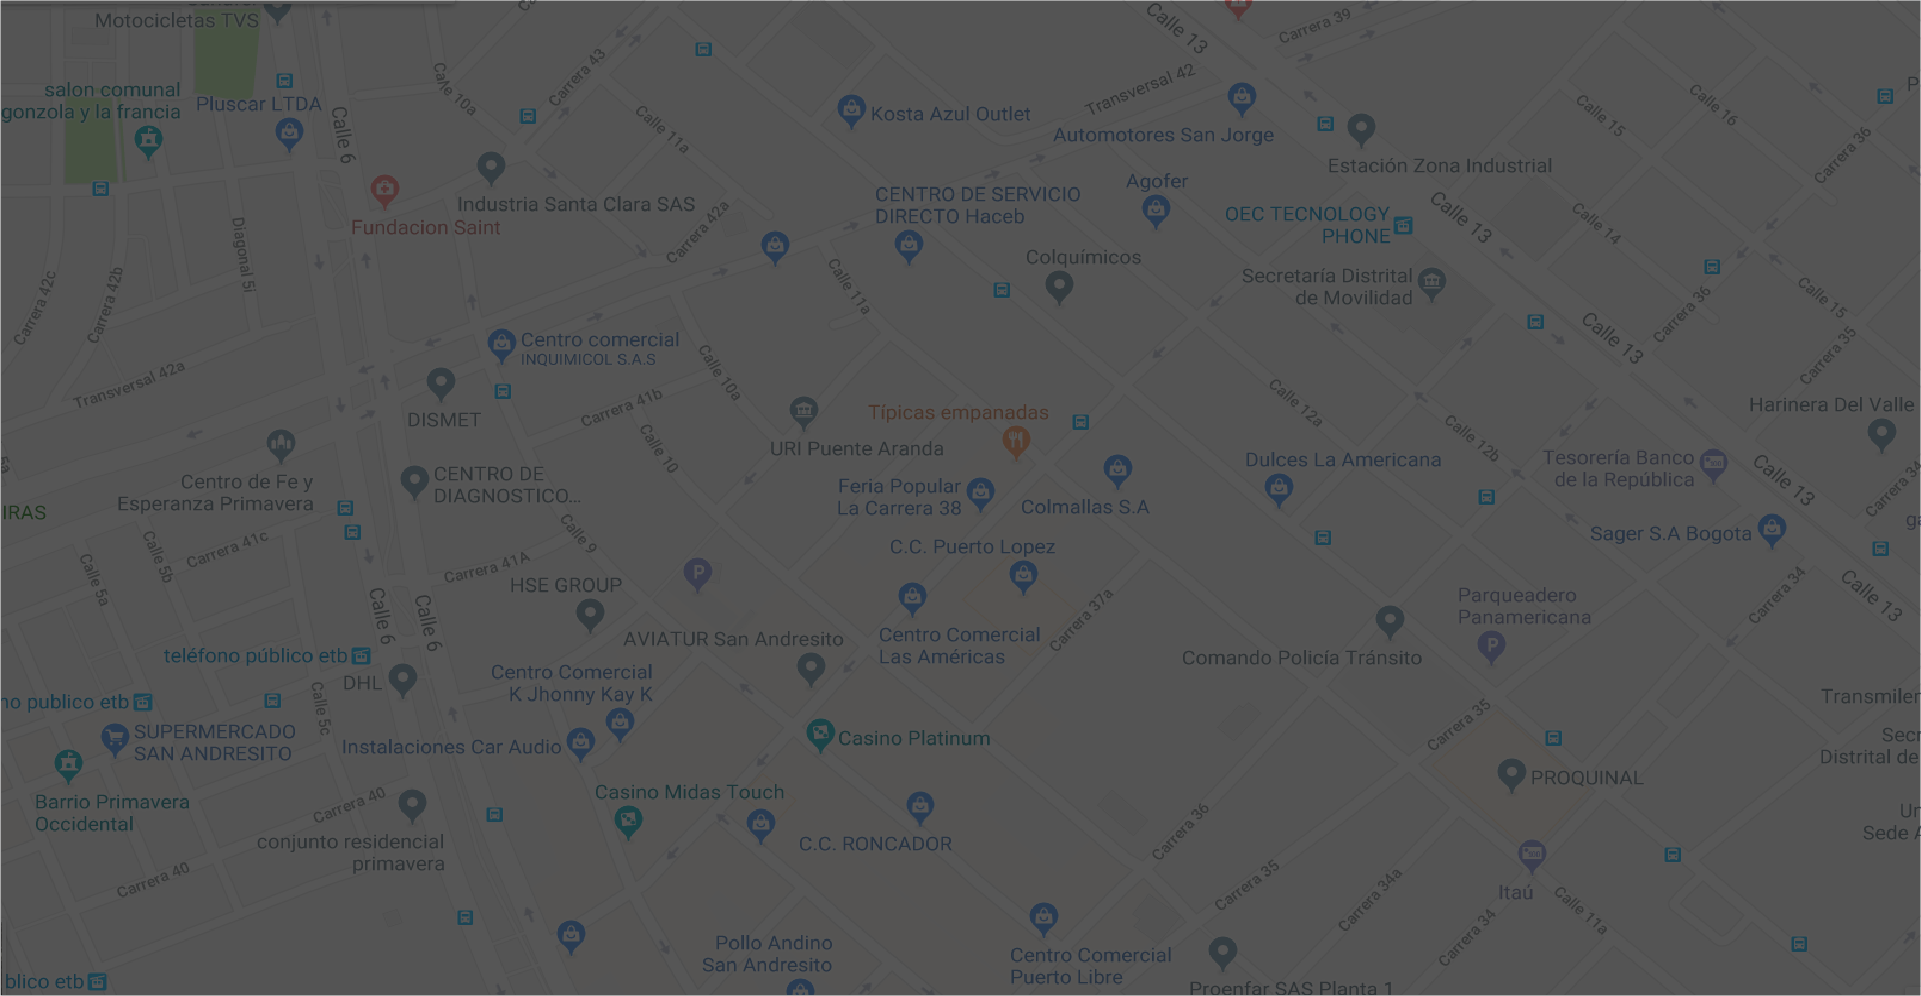 Motocicletas TVS
salon comunal
gonzola y la francia
Pluscar LTDA
Calle 6
Calle 10a
Carrera 43
Calle 11a
Kosta Azul Outlet
Transversal 42
Automotores San Jorge
Calle 13
Carrera 39
Estación Zona Industrial
Calle 15
Calle 16
Carrera 36
P
Industria Santa Clara SAS
Fundacion Saint
Carrera 42a
CENTRO DE SERVICIO
DIRECTO Haceb
Agofer
OEC TECNOLOGY
PHONE
Calle 13
Calle 14
Diagonal 5i
Carrera 42c
Carrera 42b
Calle 11a
Colquímicos
Secretaría Distrital
de Movilidad
Carrera 36
Calle 15
Calle 13
Carrera 35
Centro comercial
INQUIMICOL S.A.S
Transversal 42a
DISMET
Carrera 41b
Calle 10a
Calle 10
URI Puente Aranda
Típicas empanadas
Calle 12a
Calle 12b
Harinera Del Valle
5a
Centro de Fe y
Esperanza Primavera
CENTRO DE
DIAGNOSTICO...
Feria Popular
La Carrera 38
Colmallas S.A
Dulces La Americana
Tesorería Banco
de la República
Calle 13
Carrera 34
IRAS
Calle 5a
Calle 5b
Carrera 41c
Carrera 41A
Calle 9
C.C. Puerto Lopez
Sager S.A Bogota
ga
HSE GROUP
P
Calle 6
Calle 6
Carrera 37a
Parqueadero
Panamericana
P
Carrera 34
Calle 13
AVIATUR San Andresito
Centro Comercial
Las Américas
Comando Policía Tránsito
teléfono público etb
DHL
Centro Comercial
K Jhonny Kay K
no publico etb
Calle 5c
SUPERMERCADO
SAN ANDRESITO
Instalaciones Car Audio
Casino Platinum
Carrera 35
Transmiler
Secr
Distrital de
PROQUINAL
Barrio Primavera
Occidental
Carrera 40
Casino Midas Touch
C.C. RONCADOR
Carrera 36
Un
Sede A
conjunto residencial
primavera
Carrera 40
Carrera 35
Carrera 34a
Itaú
Calle 11a
Carrera 34
Pollo Andino
San Andresito
Centro Comercial
Puerto Libre
blico etb
Proenfar SAS Planta 1